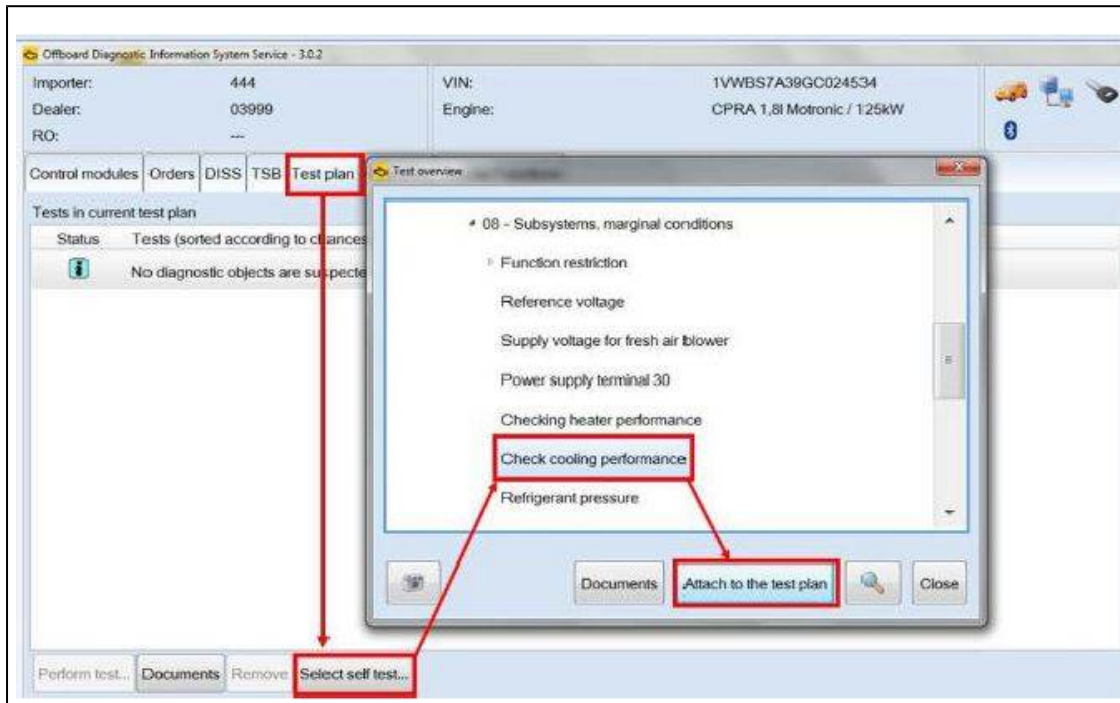 Offboard Diagnostic Information System Service - 3.0.2
Importer: 444
Dealer: 03999
RO: ---
VIN: 1VWBS7A39GC024534
Engine: CPRA 1,8l Motronic / 125kW
Control modules Orders DISS TSB Test plan
Tests in current test plan
Status Tests (sorted according to chances
No diagnostic objects are suspecte
Test overview
08 - Subsystems, marginal conditions
Function restriction
Reference voltage
Supply voltage for fresh air blower
Power supply terminal 30
Checking heater performance
Check cooling performance
Refrigerant pressure
Documents Attach to the test plan Close
Perform test... Documents Remove Select self test...